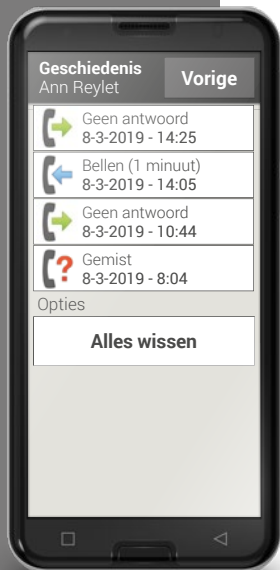 Geschiedenis
Ann Reylet
Vorige
Geen antwoord
8-3-2019 - 14:25
Bellen (1 minuut)
8-3-2019 - 14:05
Geen antwoord
8-3-2019 - 10:44
Gemist
8-3-2019 - 8:04
Opties
Alles wissen